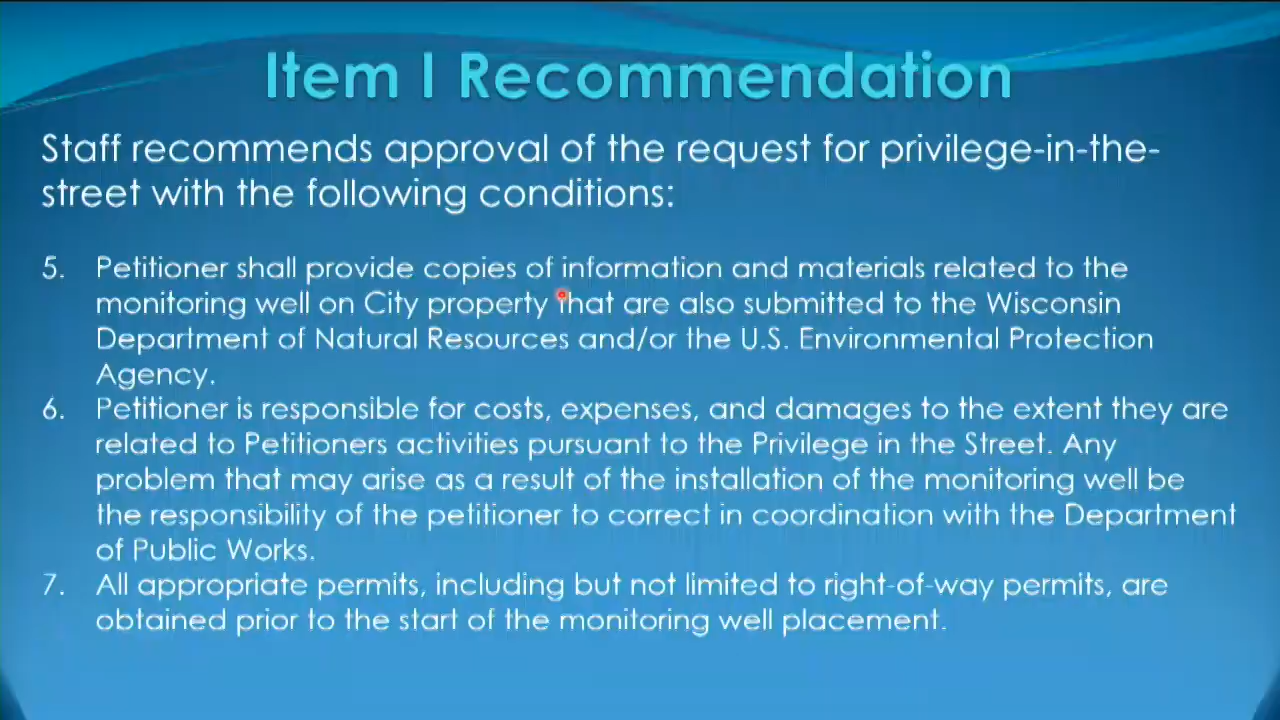 Item I Recommendation
Staff recommends approval of the request for privilege-in-the-
street with the following conditions:
5. Petitioner shall provide copies of information and materials related to the
monitoring well on City property that are also submitted to the Wisconsin
Department of Natural Resources and/or the U.S. Environmental Protection
Agency.
6. Petitioner is responsible for costs, expenses, and damages to the extent they are
related to Petitioners activities pursuant to the Privilege in the Street. Any
problem that may arise as a result of the installation of the monitoring well be
the responsibility of the petitioner to correct in coordination with the Department
of Public Works.
7. All appropriate permits, including but not limited to right-of-way permits, are
obtained prior to the start of the monitoring well placement.